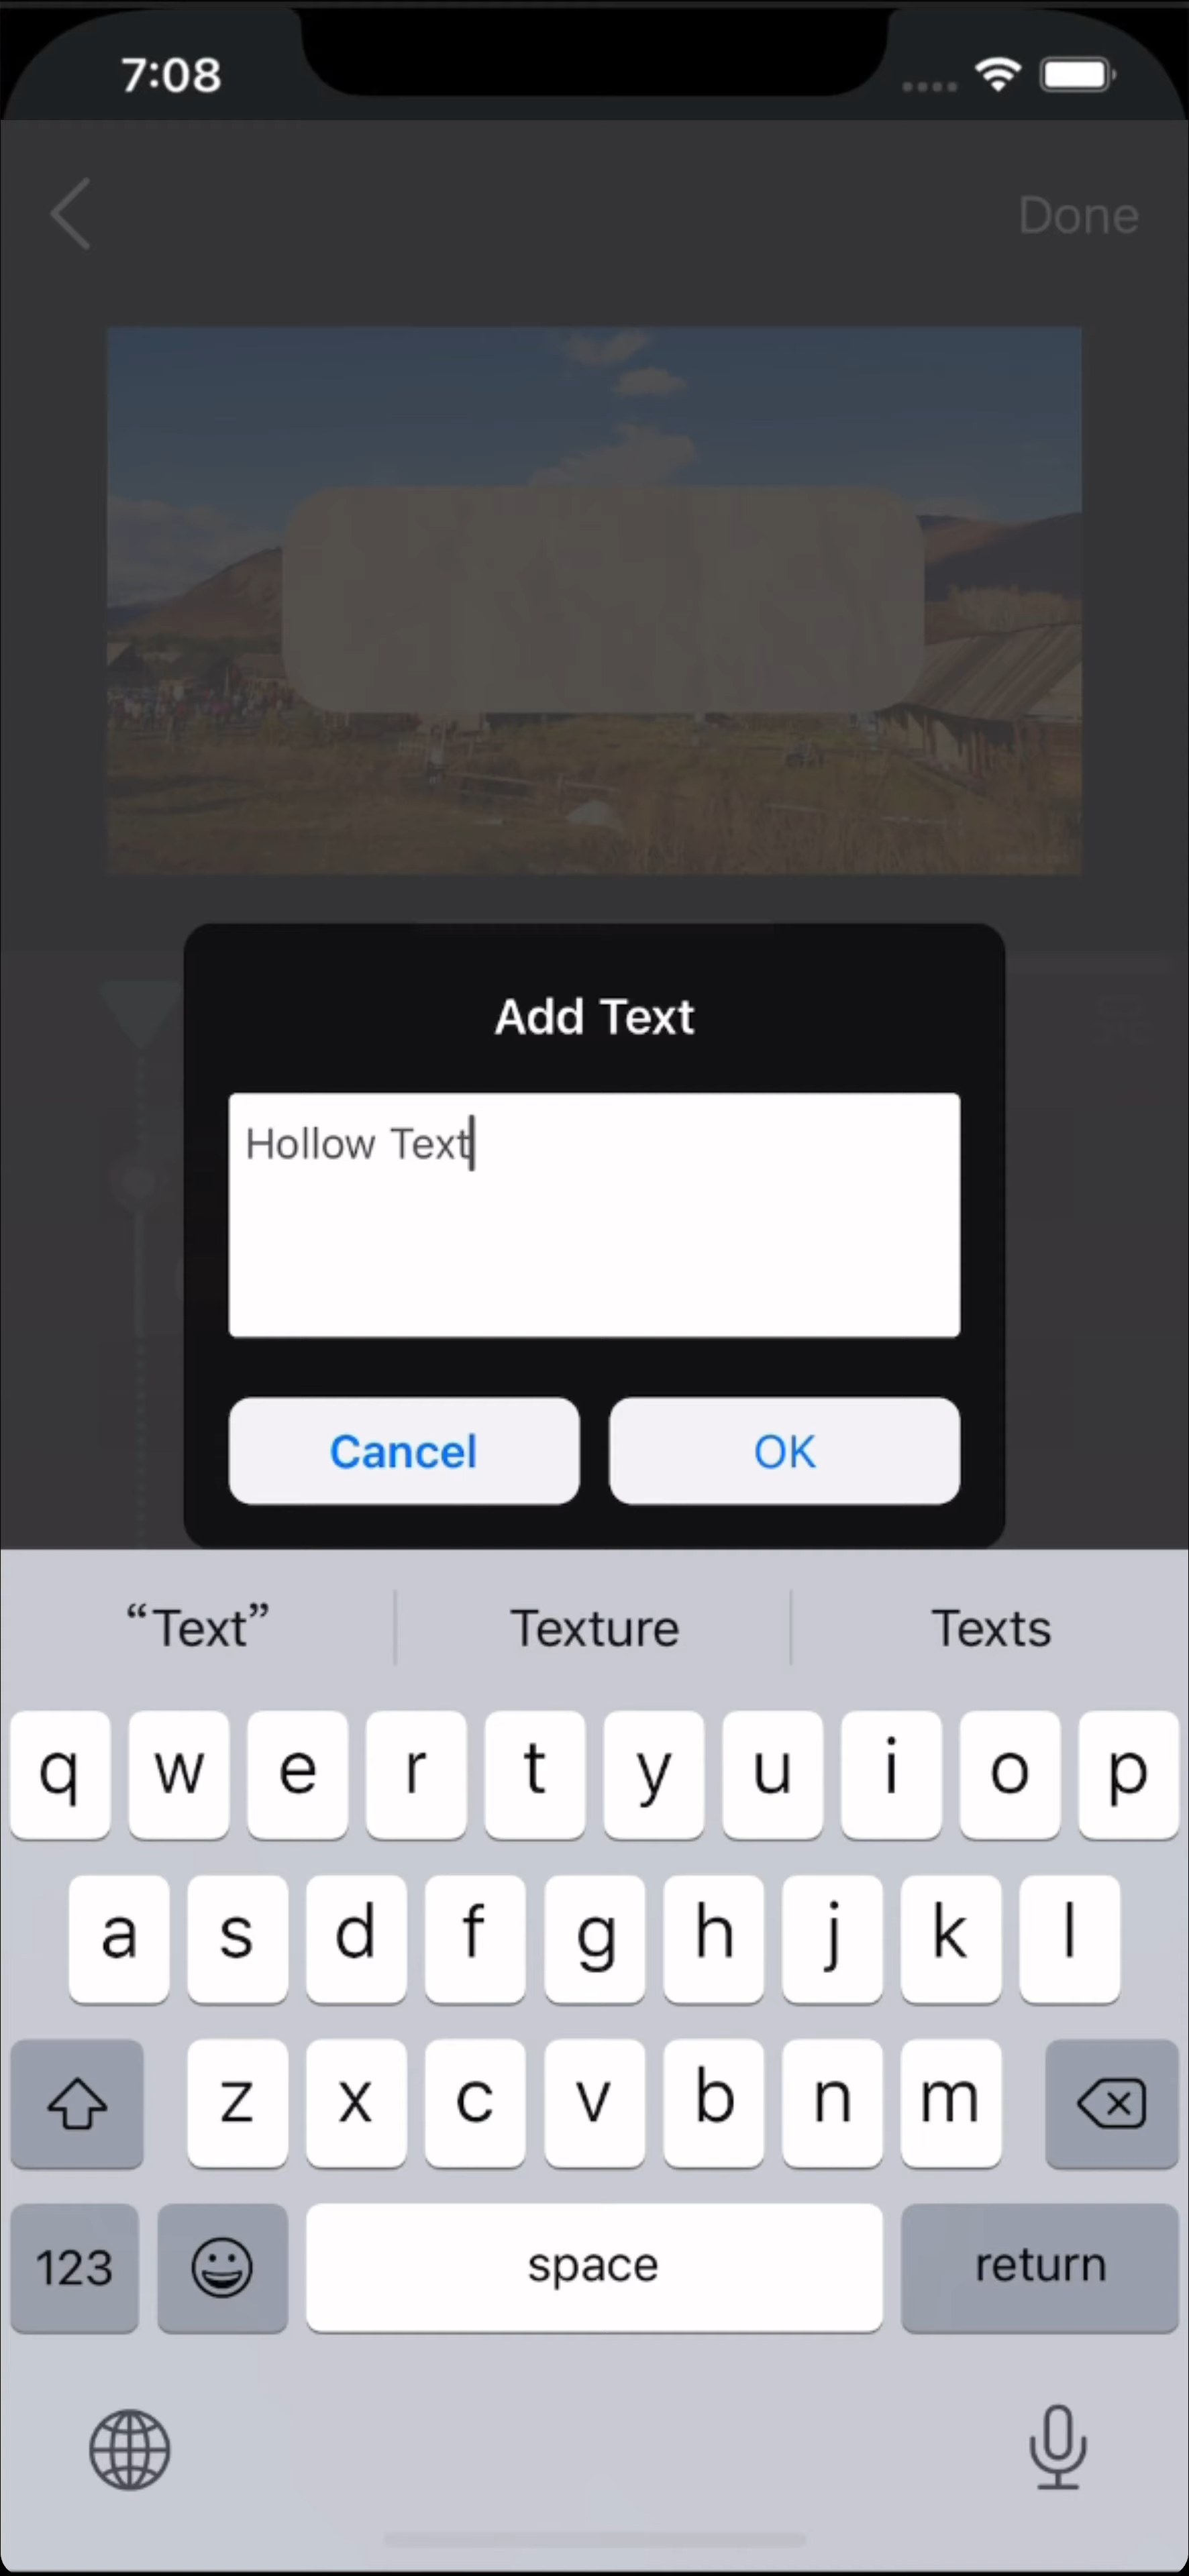 7:08
Done
Add Text
Hollow Text
Cancel OK
“Text” Texture Texts
q w e r t y u i o p
a s d f g h j k l
z x c v b n m
123 space return